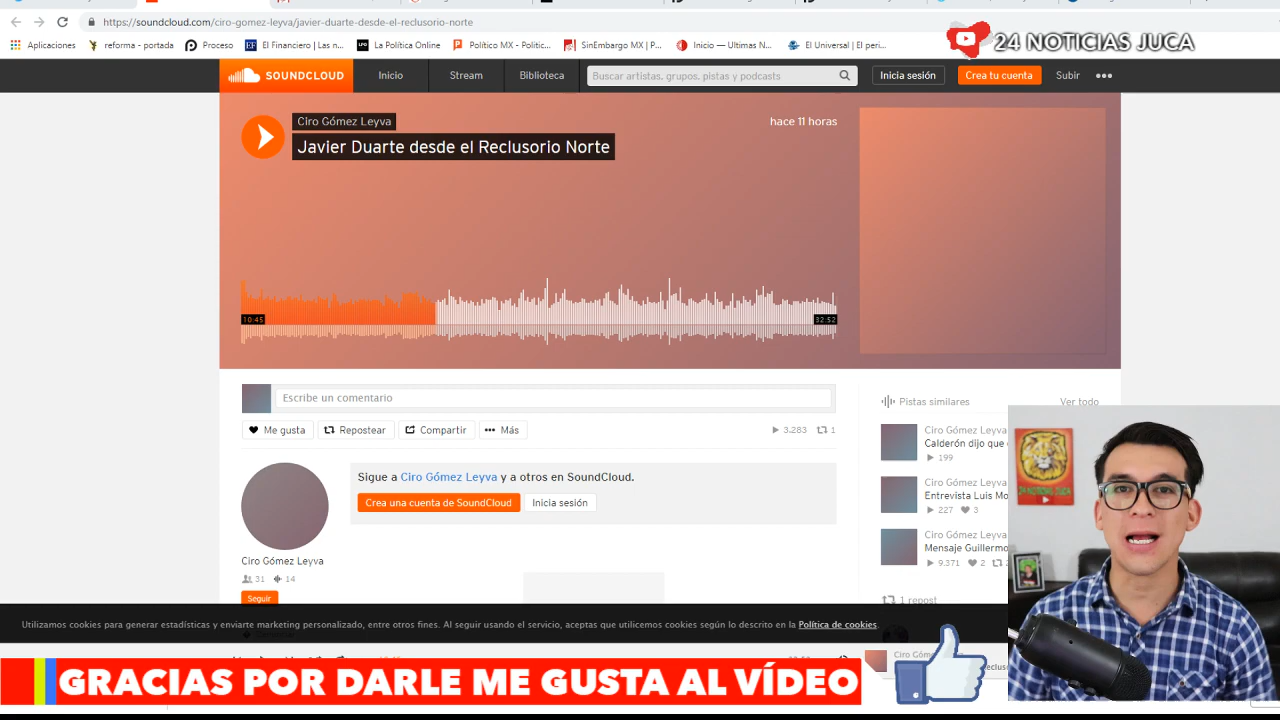 https://soundcloud.com/ciro-gomez-leyva/javier-duarte-desde-el-reclusorio-norte
Aplicaciones
reforma - portada
Proceso
El Financiero | Las n...
La Política Online
Político MX - Politic...
SinEmbargo MX | P...
Inicio — Ultimas N...
El Universal | El peri...
24 NOTICIAS JUCA
SOUNDCLOUD
Inicio
Stream
Biblioteca
Buscar artistas, grupos, pistas y podcasts
Inicia sesión
Crea tu cuenta
Subir
Ciro Gómez Leyva
hace 11 horas
Javier Duarte desde el Reclusorio Norte
10:45
32:52
Escribe un comentario
Me gusta
Repostear
Compartir
Más
3.283
1
Pistas similares
Ver todo
Ciro Gómez Leyva
Calderón dijo que
199
Ciro Gómez Leyva
Entrevista Luis Mo
227
3
Ciro Gómez Leyva
Mensaje Guillermo
9.371
2
1 repost
Sigue a Ciro Gómez Leyva y a otros en SoundCloud.
Crea una cuenta de SoundCloud
Inicia sesión
Ciro Gómez Leyva
31
14
Seguir
24 NOTICIAS JUCA
Utilizamos cookies para generar estadísticas y enviarte marketing personalizado, entre otros fines. Al seguir usando el servicio, aceptas que utilicemos cookies según lo descrito en la Política de cookies.
GRACIAS POR DARLE ME GUSTA AL VÍDEO